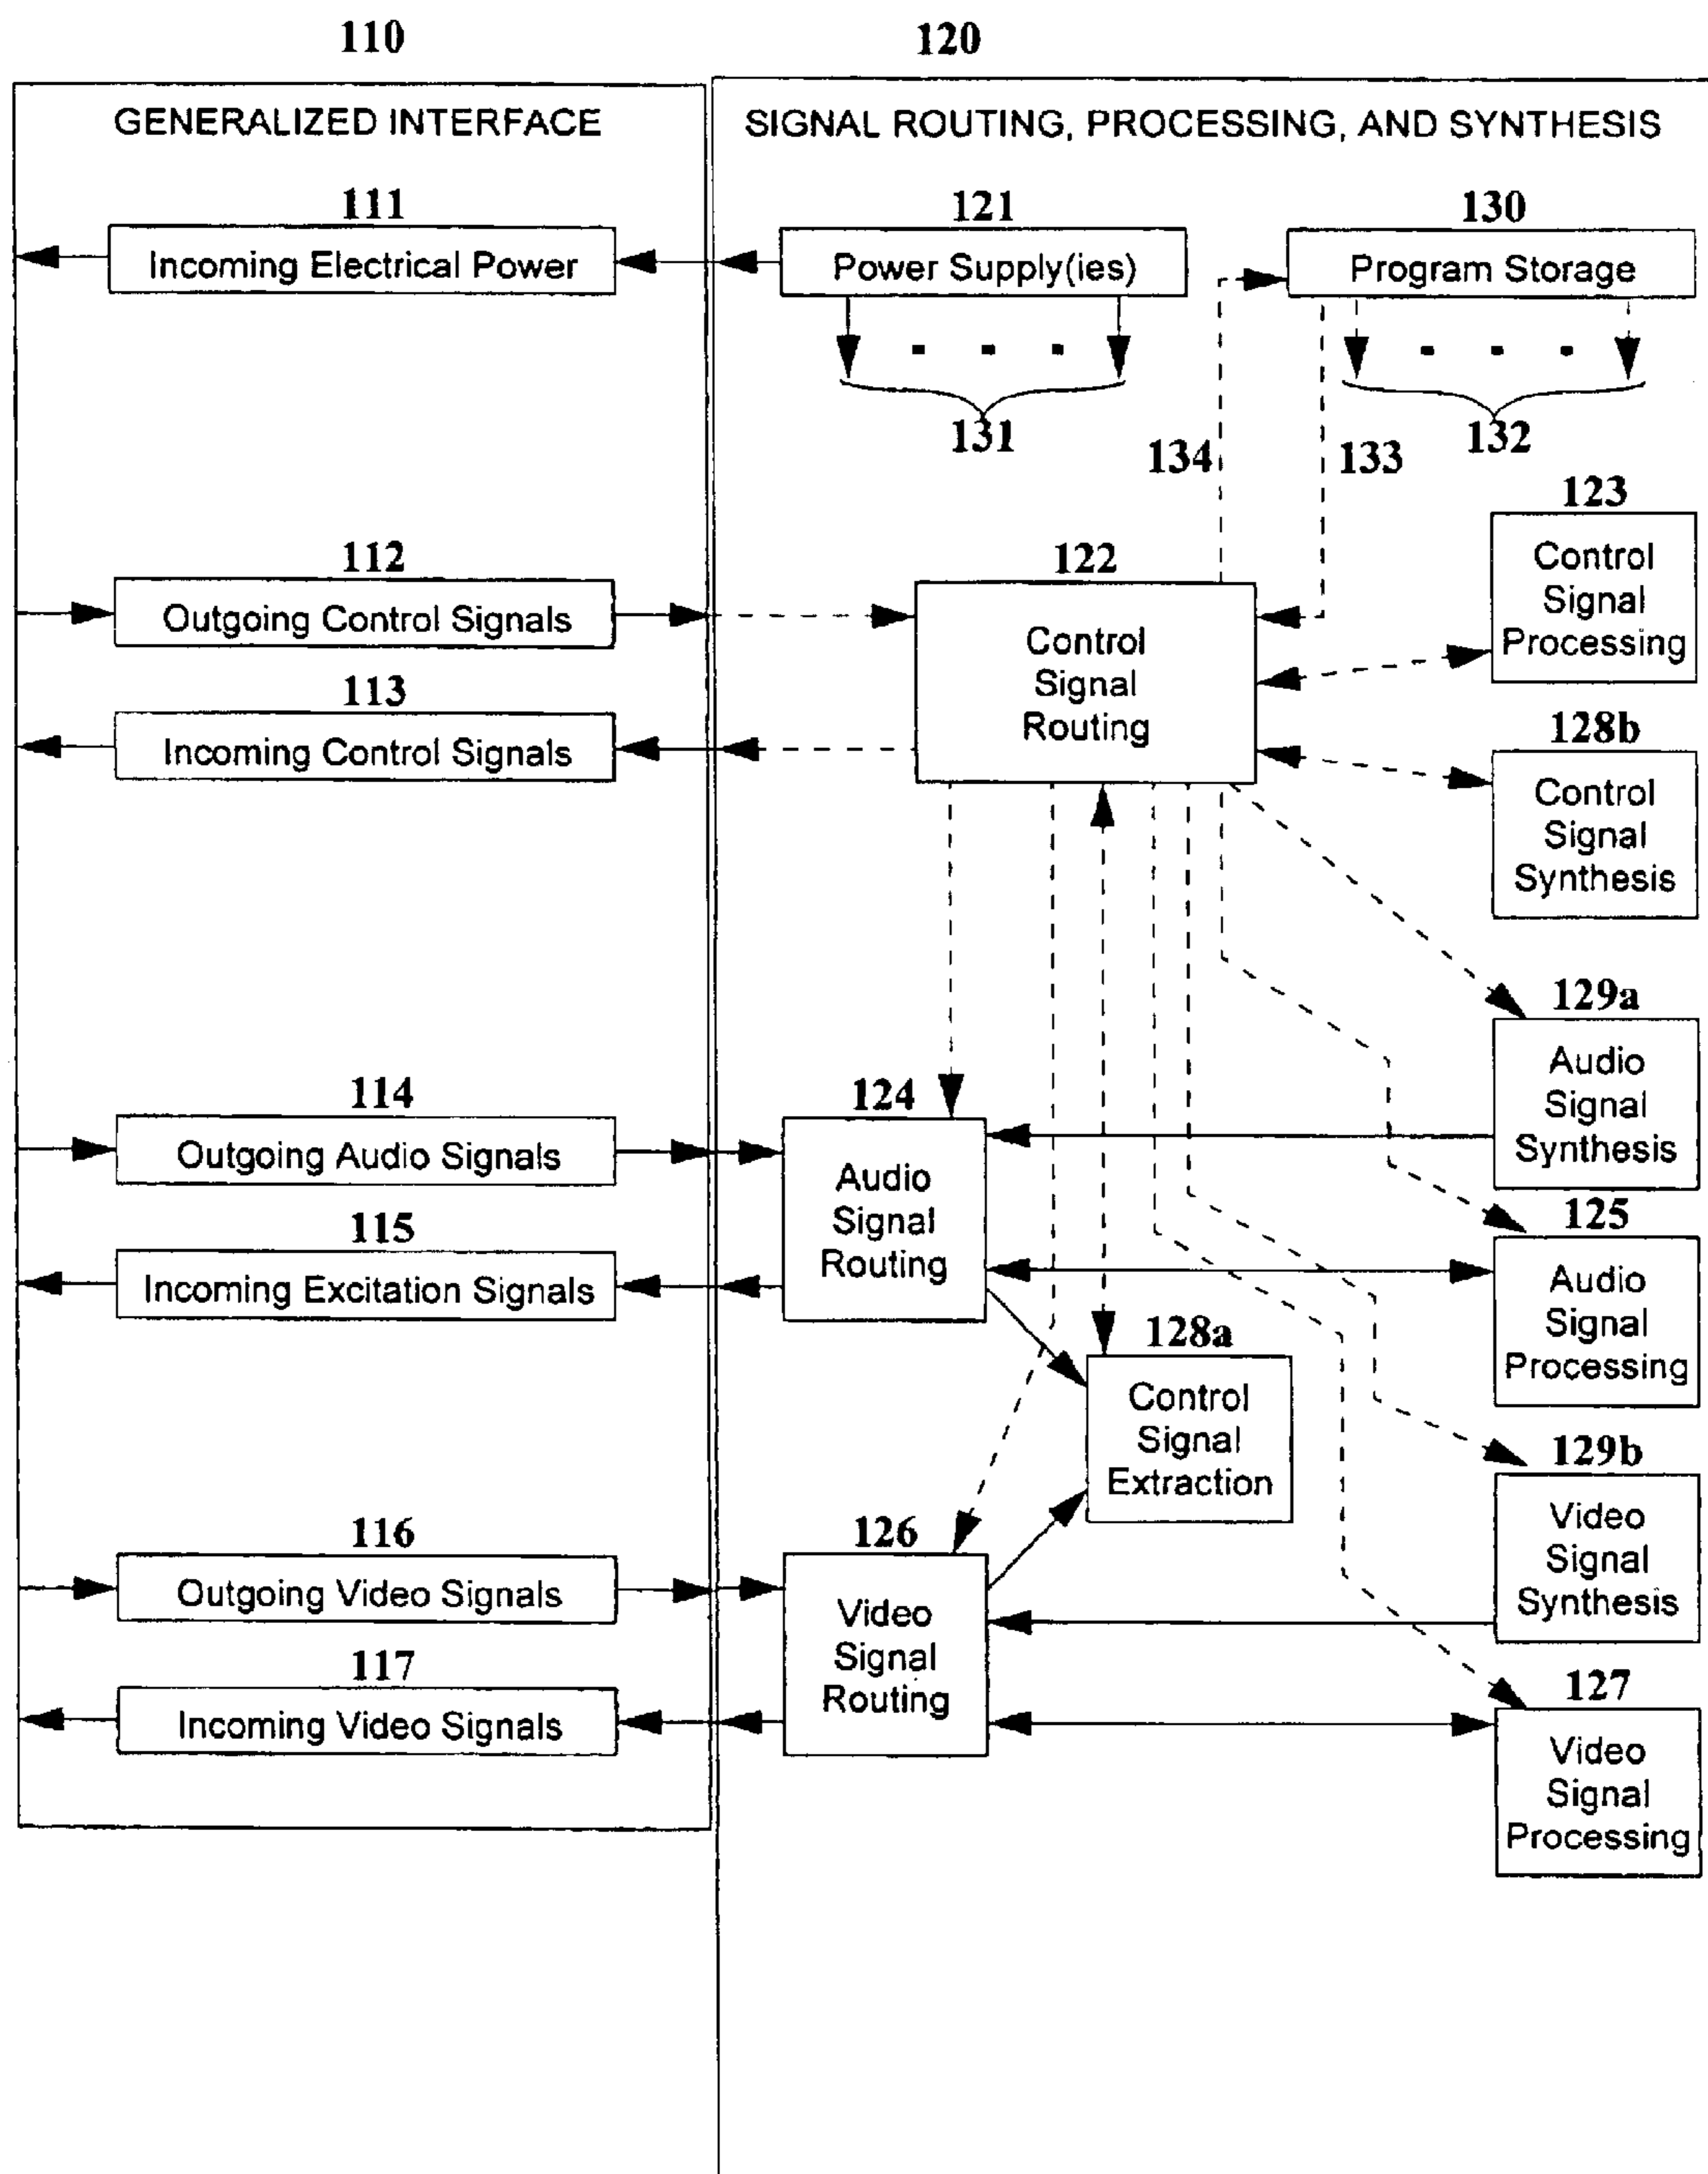 110
120
GENERALIZED INTERFACE
SIGNAL ROUTING, PROCESSING, AND SYNTHESIS
111
Incoming Electrical Power
121
Power Supply(ies)
130
Program Storage
131
132
134
133
112
Outgoing Control Signals
113
Incoming Control Signals
122
Control
Signal
Routing
123
Control
Signal
Processing
128b
Control
Signal
Synthesis
129a
Audio
Signal
Synthesis
114
Outgoing Audio Signals
115
Incoming Excitation Signals
124
Audio
Signal
Routing
125
Audio
Signal
Processing
128a
Control
Signal
Extraction
129b
Video
Signal
Synthesis
116
Outgoing Video Signals
117
Incoming Video Signals
126
Video
Signal
Routing
127
Video
Signal
Processing